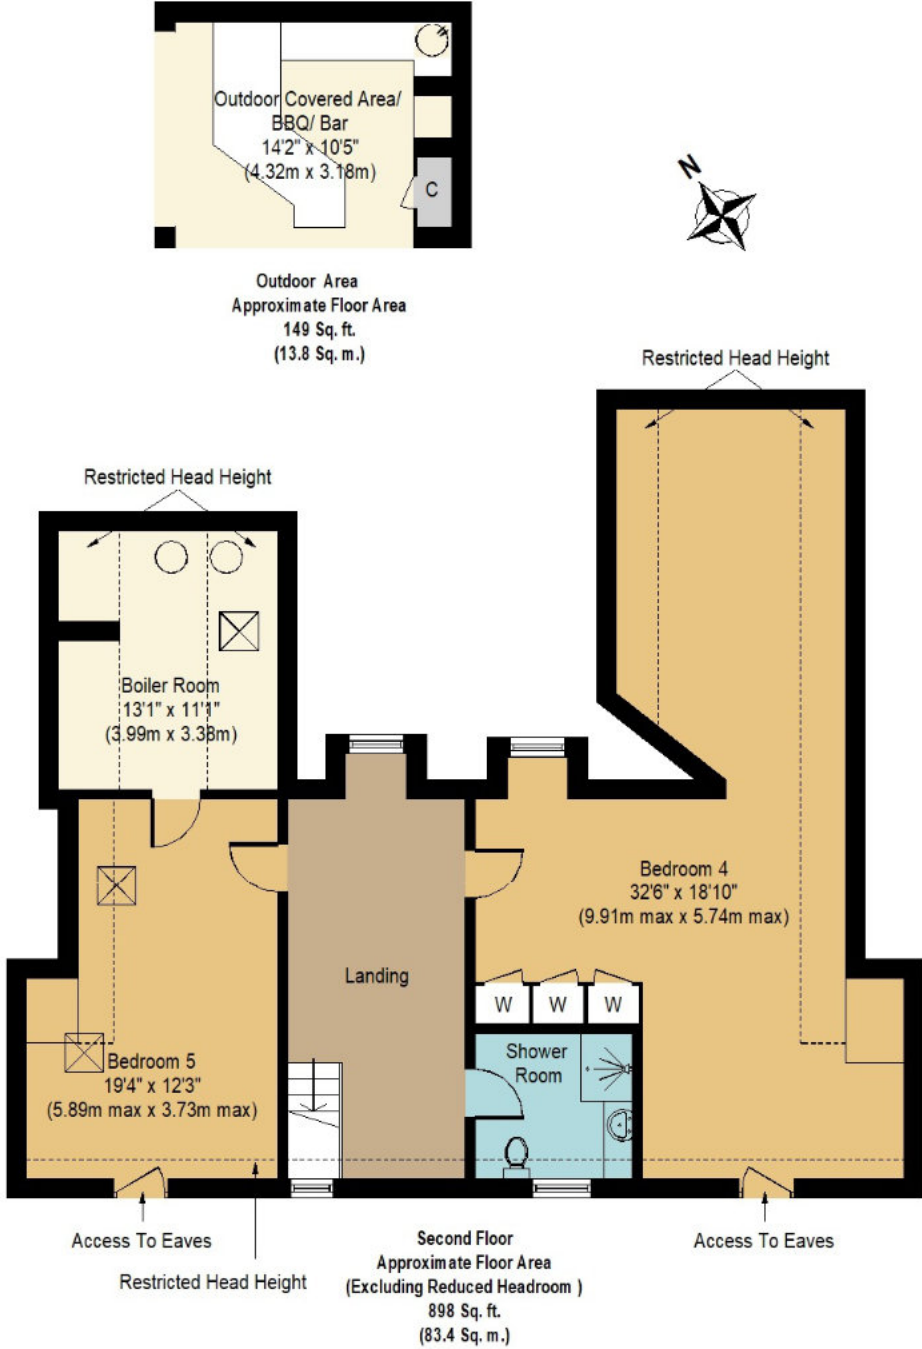 Outdoor Covered Area/
BBQ/ Bar
14'2" x 10'5"
(4.32m x 3.18m)
C
N
Outdoor Area
Approximate Floor Area
149 Sq. ft.
(13.8 Sq. m.)
Restricted Head Height
Restricted Head Height
Boiler Room
13'1" x 11'1"
(3.99m x 3.38m)
Bedroom 4
32'6" x 18'10"
(9.91m max x 5.74m max)
Landing
W W W
Shower
Room
Bedroom 5
19'4" x 12'3"
(5.89m max x 3.73m max)
Access To Eaves
Restricted Head Height
Access To Eaves
Second Floor
Approximate Floor Area
(Excluding Reduced Headroom )
898 Sq. ft.
(83.4 Sq. m.)